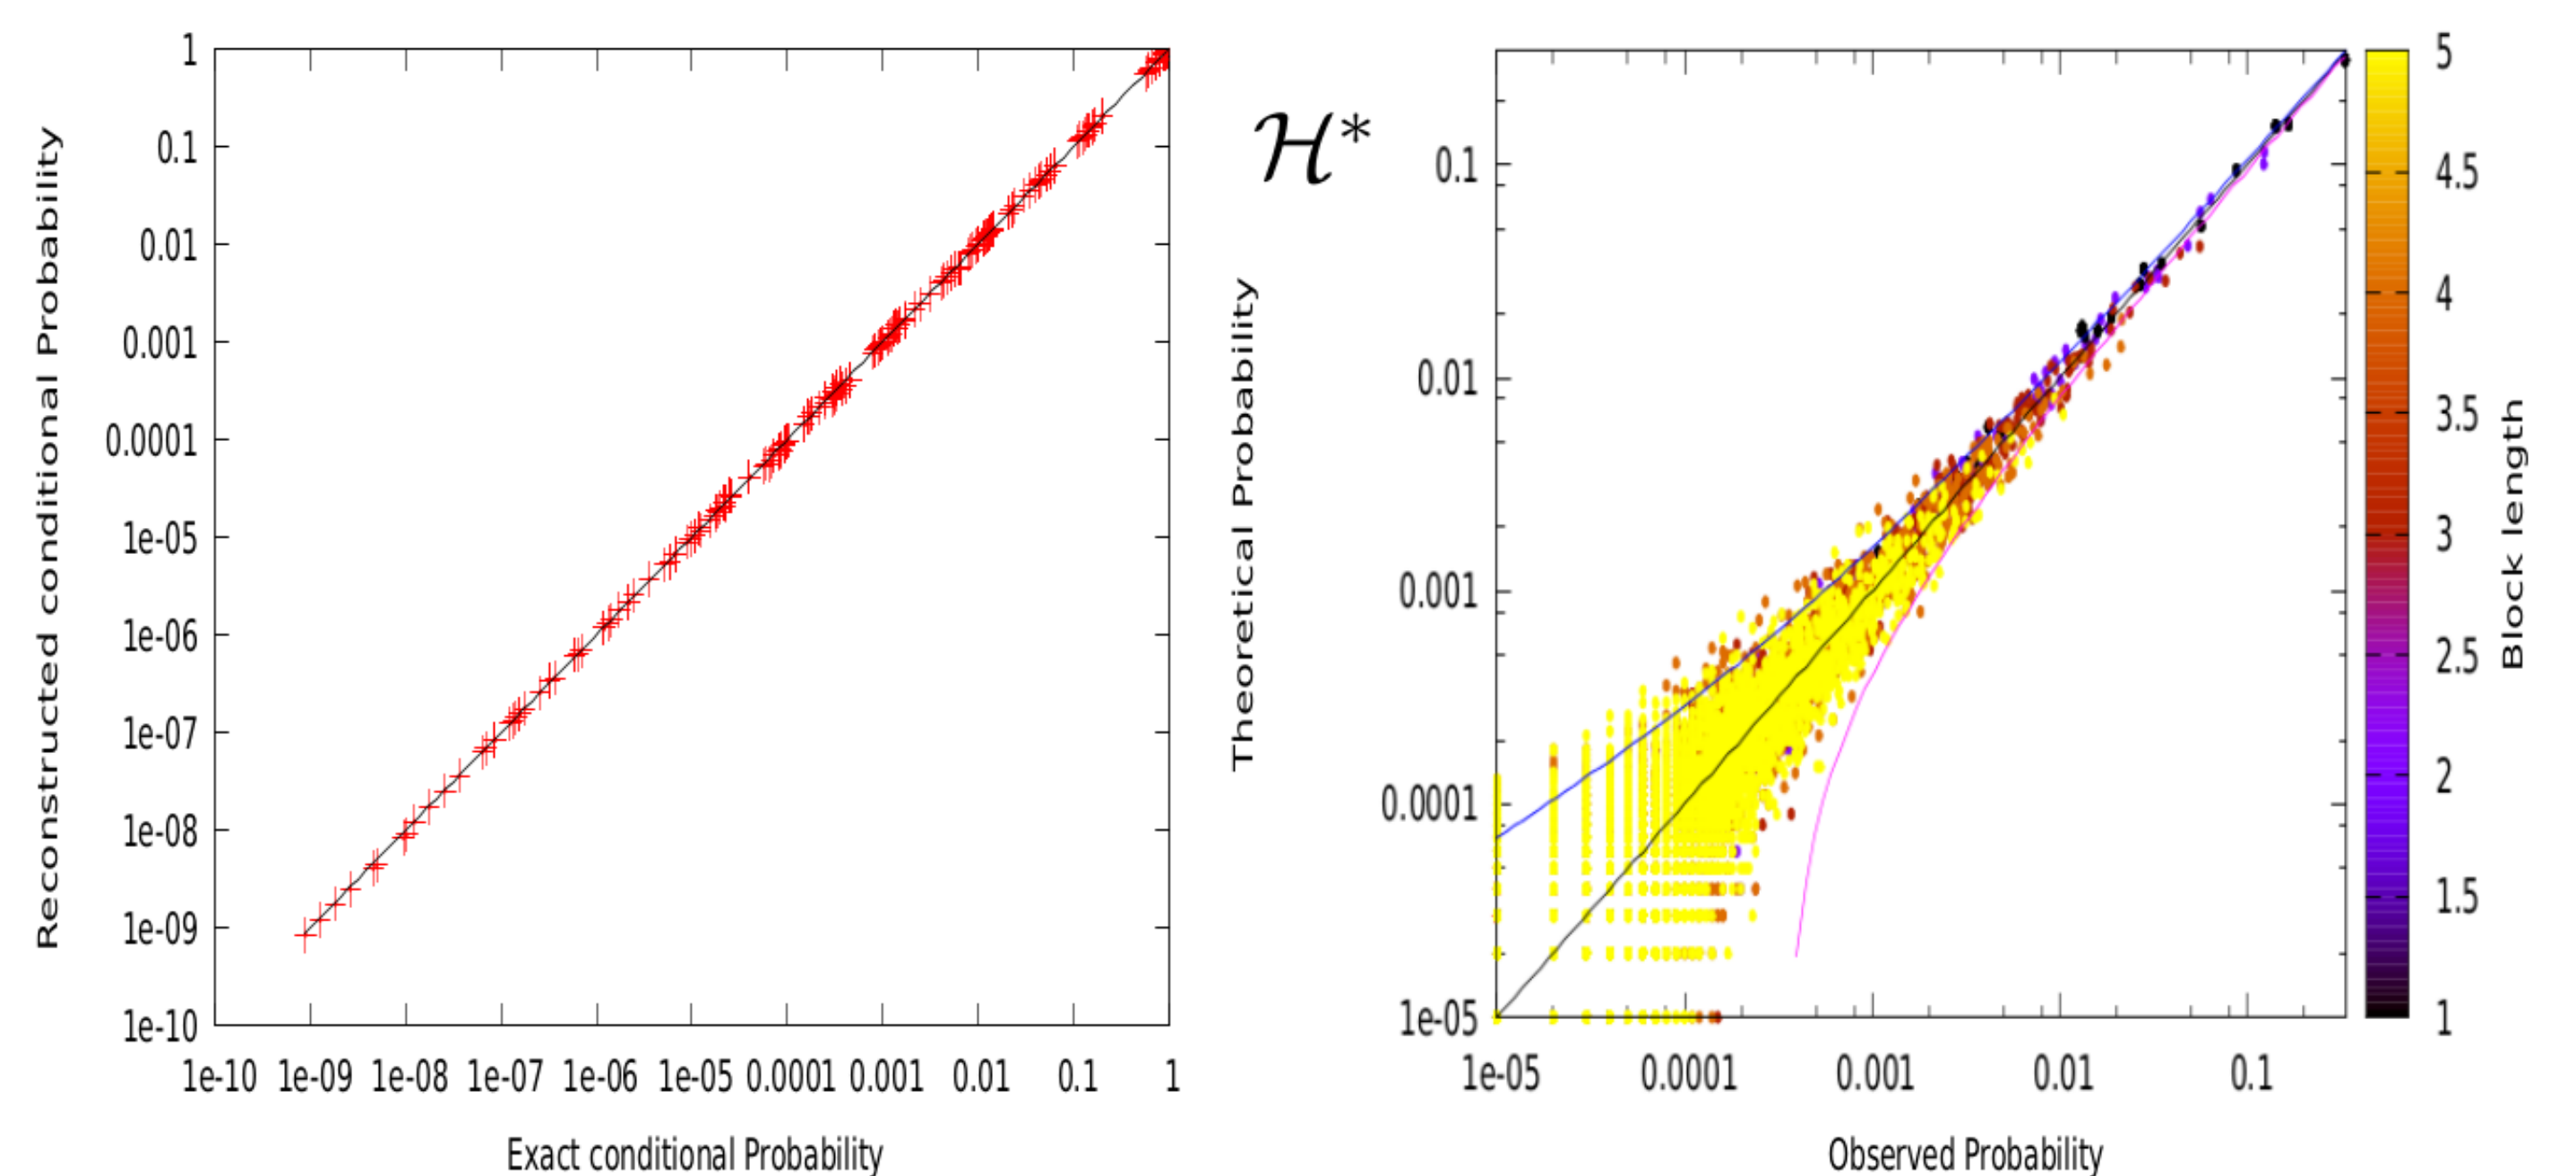 Reconstructed conditional Probability
1
0.1
0.01
0.001
0.0001
1e-05
1e-06
1e-07
1e-08
1e-09
1e-10
1e-10 1e-09 1e-08 1e-07 1e-06 1e-05 0.0001 0.001 0.01 0.1 1
Exact conditional Probability
ℋ*
Theoretical Probability
0.1
0.01
0.001
0.0001
1e-05
1e-05 0.0001 0.001 0.01 0.1
Observed Probability
5
4.5
4
3.5
3
2.5
2
1.5
1
Block length